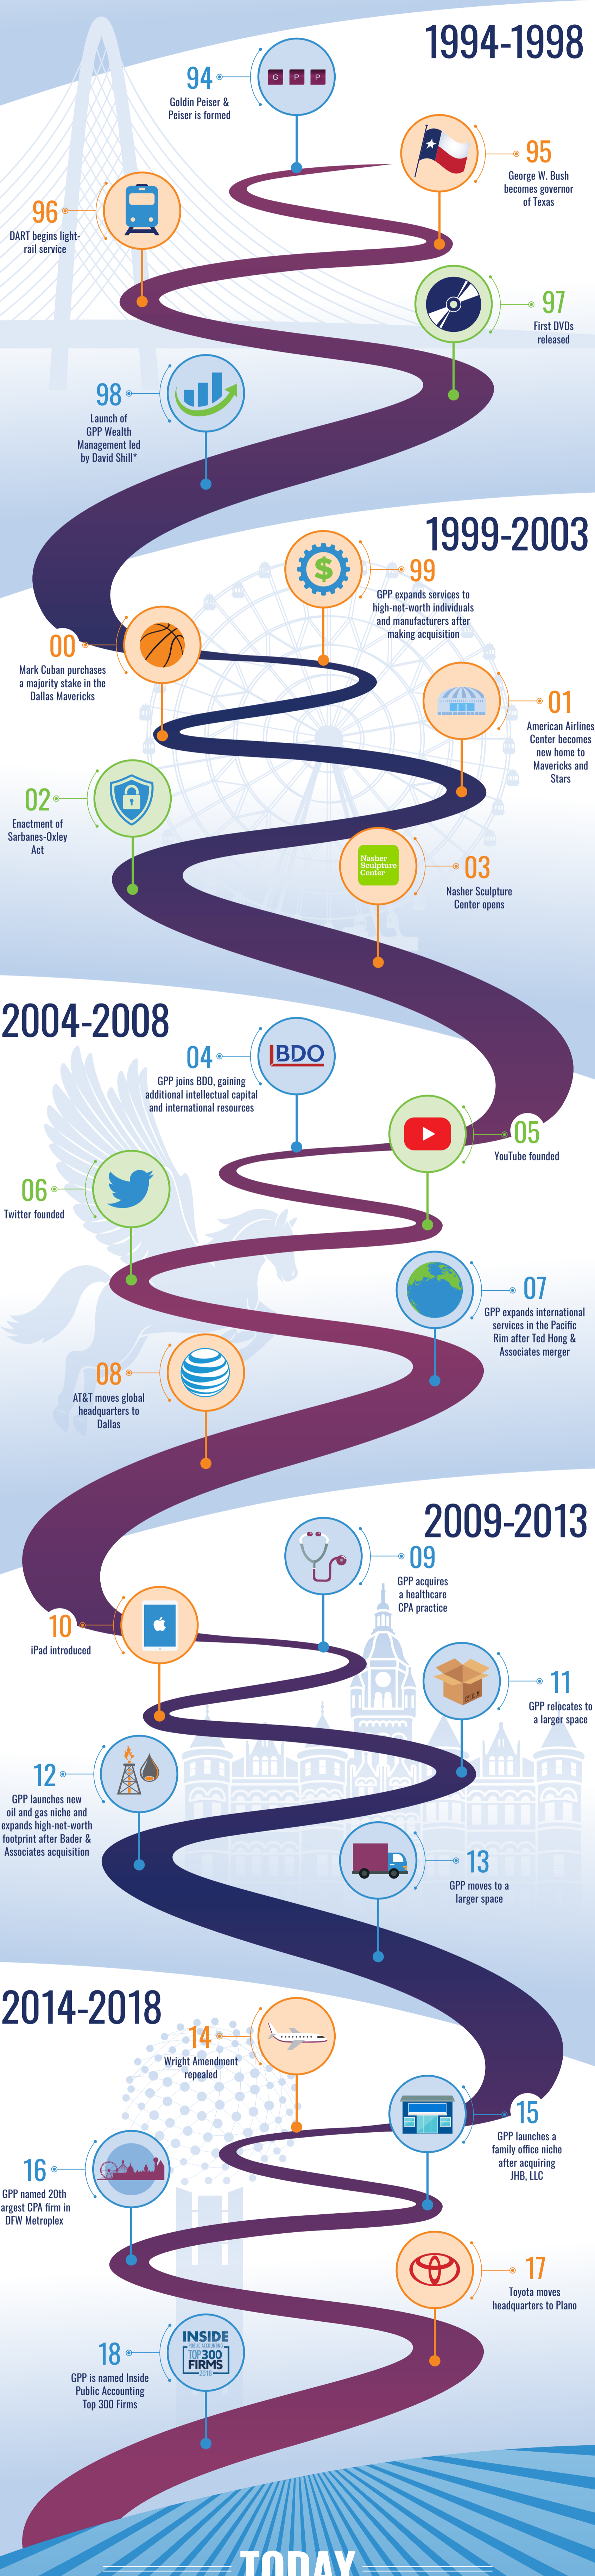 1994-1998
94
Goldin Peiser &
Peiser is formed
G P P
95
George W. Bush
becomes governor
of Texas
96
DART begins light-
rail service
97
First DVDs
released
98
Launch of
GPP Wealth
Management led
by David Shill*
1999-2003
99
GPP expands services to
high-net-worth individuals
and manufacturers after
making acquisition
$
00
Mark Cuban purchases
a majority stake in the
Dallas Mavericks
01
American Airlines
Center becomes
new home to
Mavericks and
Stars
02
Enactment of
Sarbanes-Oxley
Act
03
Nasher Sculpture
Center opens
Nasher
Sculpture
Center
2004-2008
04
GPP joins BDO, gaining
additional intellectual capital
and international resources
BDO
05
YouTube founded
06
Twitter founded
07
GPP expands international
services in the Pacific
Rim after Ted Hong &
Associates merger
08
AT&T moves global
headquarters to
Dallas
2009-2013
09
GPP acquires
a healthcare
CPA practice
10
iPad introduced
11
GPP relocates to
a larger space
12
GPP launches new
oil and gas niche and
expands high-net-worth
footprint after Bader &
Associates acquisition
13
GPP moves to a
larger space
2014-2018
14
Wright Amendment
repealed
15
GPP launches a
family office niche
after acquiring
JHB, LLC
16
GPP named 20th
largest CPA firm in
DFW Metroplex
17
Toyota moves
headquarters to Plano
18
GPP is named Inside
Public Accounting
Top 300 Firms
INSIDE
PUBLIC ACCOUNTING
TOP 300
FIRMS
2018
TODAY